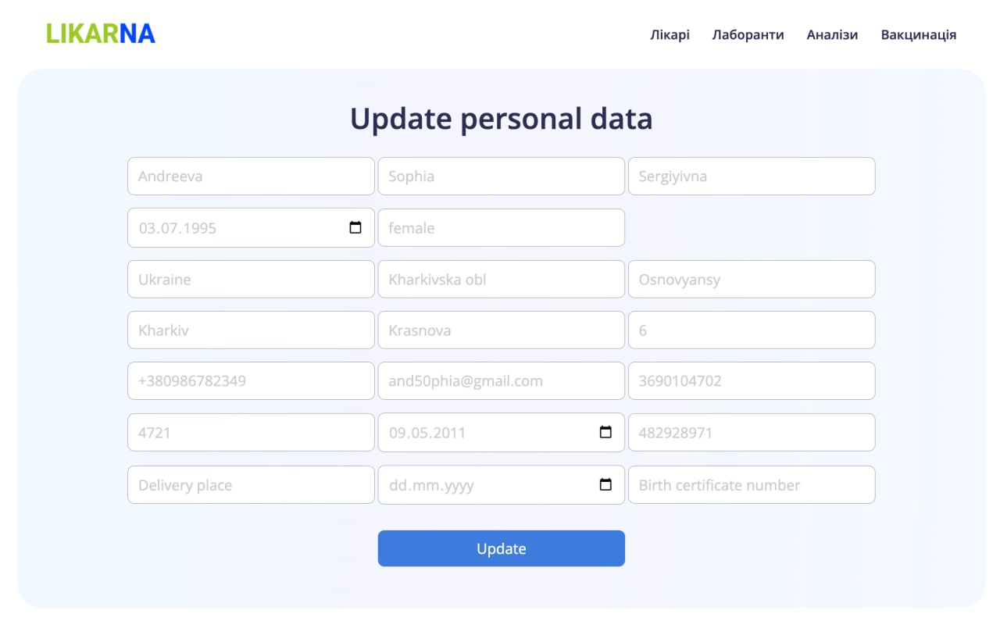 LIKARNA Лікарі Лаборанти Аналізи Вакцинація
Update personal data
Andreeva Sophia Sergiyivna
03.07.1995 female
Ukraine Kharkivska obl Osnovyansy
Kharkiv Krasnova 6
+380986782349 and50phia@gmail.com 3690104702
4721 09.05.2011 482928971
Delivery place dd.mm.yyyy Birth certificate number
Update